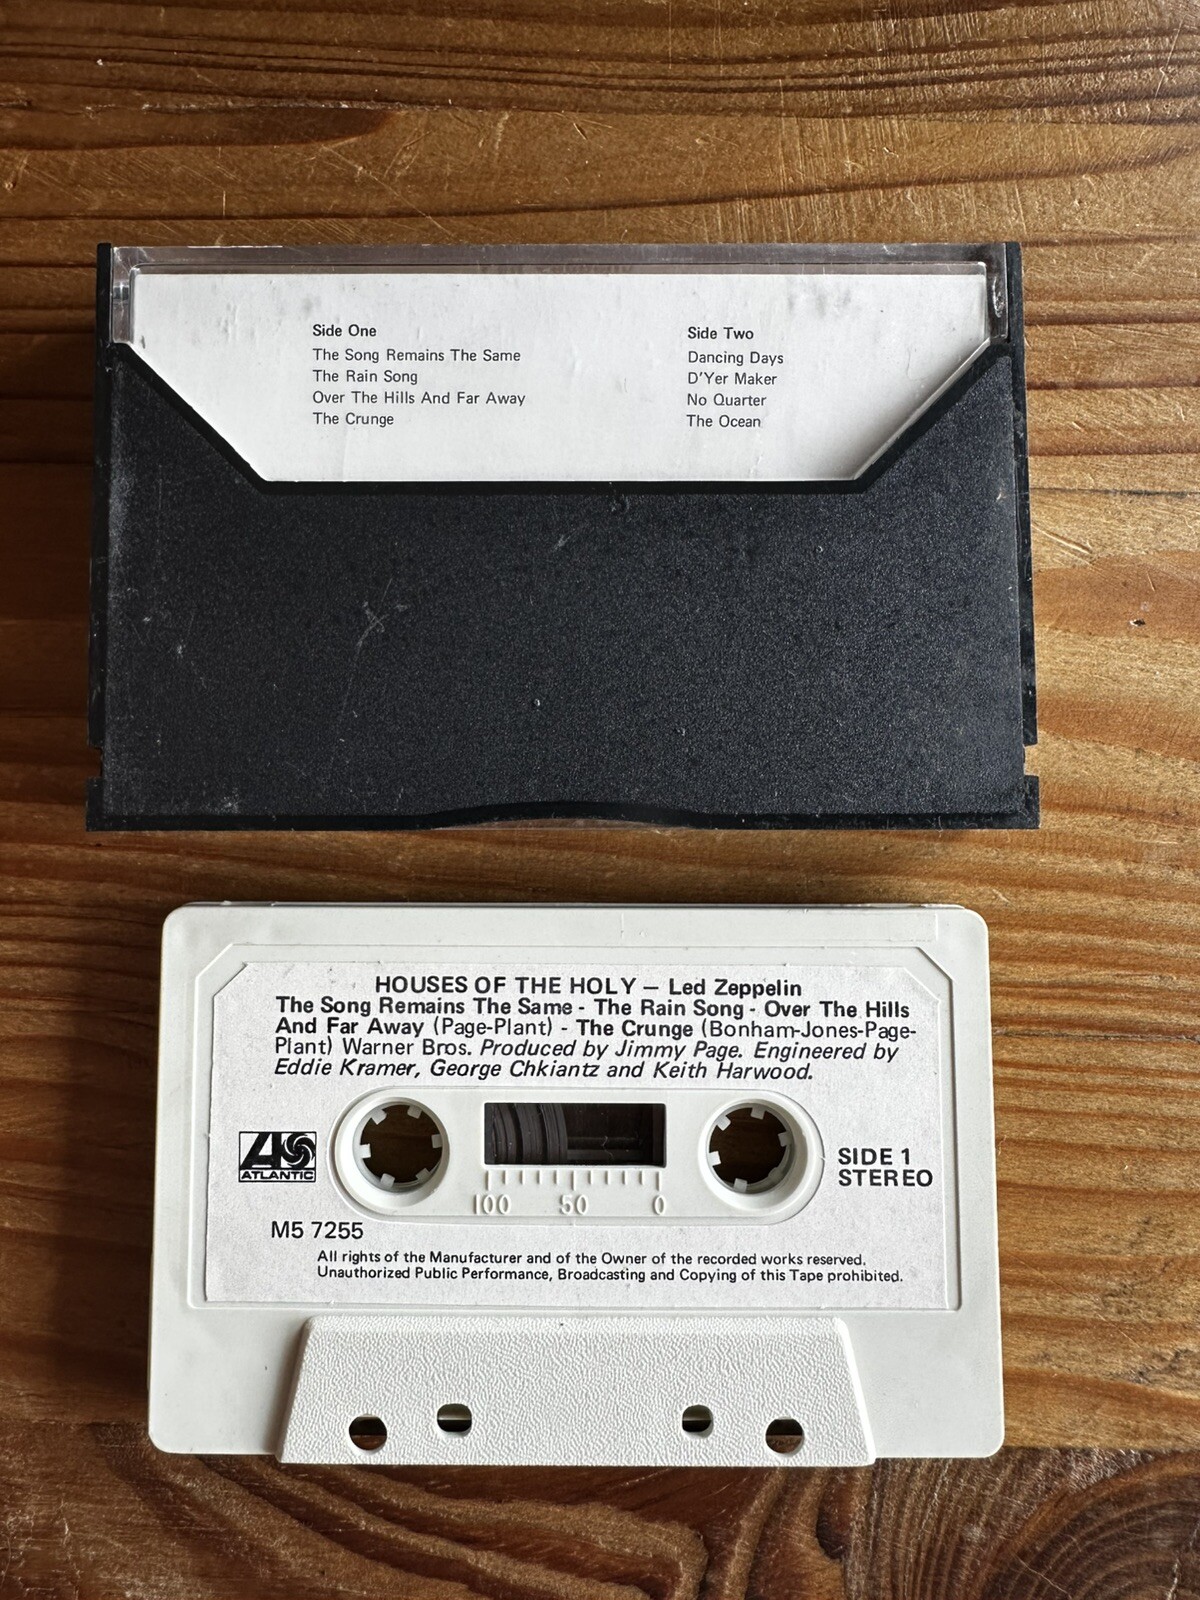 Side One
The Song Remains The Same
The Rain Song
Over The Hills And Far Away
The Crunge
Side Two
Dancing Days
D'Yer Maker
No Quarter
The Ocean
HOUSES OF THE HOLY — Led Zeppelin
The Song Remains The Same - The Rain Song - Over The Hills
And Far Away (Page-Plant) - The Crunge (Bonham-Jones-Page-
Plant) Warner Bros. Produced by Jimmy Page. Engineered by
Eddie Kramer, George Chkiantz and Keith Harwood.
ATLANTIC
SIDE 1
STEREO
100 50 0
M5 7255
All rights of the Manufacturer and of the Owner of the recorded works reserved.
Unauthorized Public Performance, Broadcasting and Copying of this Tape prohibited.